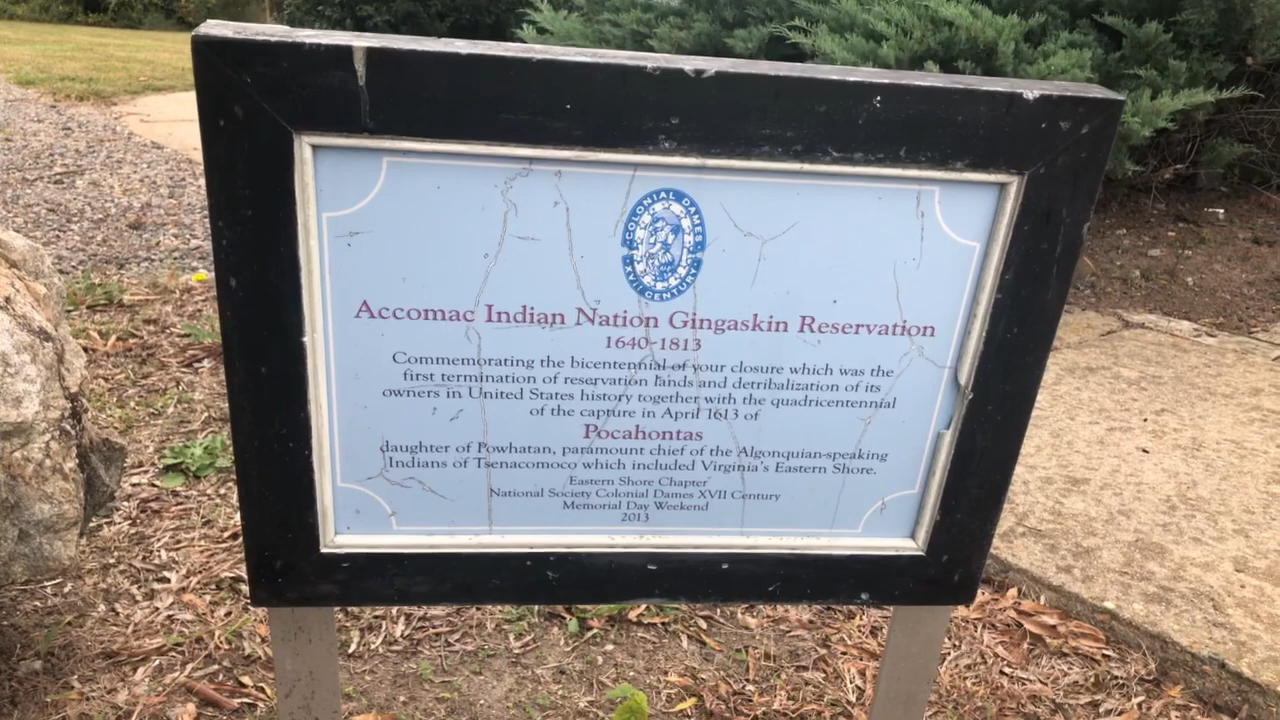 COLONIAL DAMES
XVII CENTURY
Accomac Indian Nation Gingaskin Reservation
1640-1813
Commemorating the bicentennial of your closure which was the
first termination of reservation lands and detribalization of its
owners in United States history together with the quadricentennial
of the capture in April 1613 of
Pocahontas
daughter of Powhatan, paramount chief of the Algonquian-speaking
Indians of Tsenacomoco which included Virginia's Eastern Shore.
Eastern Shore Chapter
National Society Colonial Dames XVII Century
Memorial Day Weekend
2013